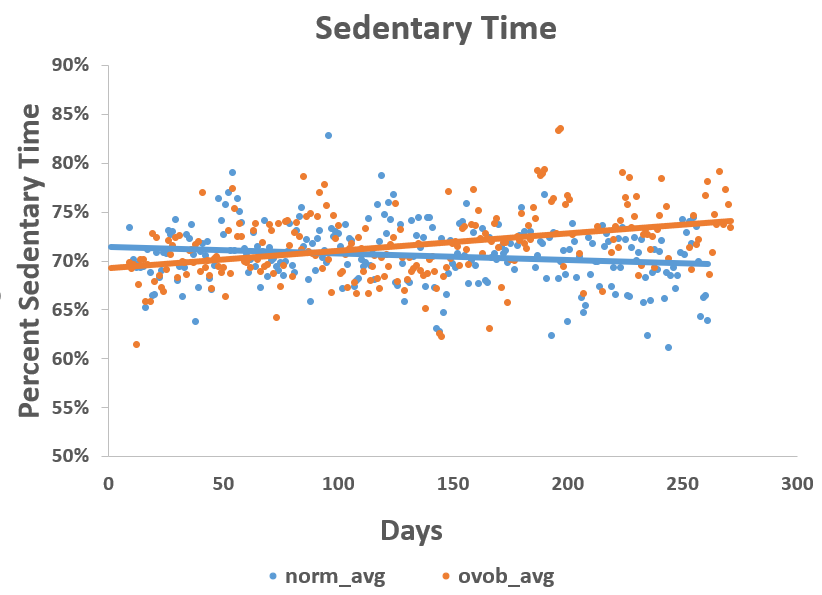 Sedentary Time
90%
85%
80%
75%
70%
65%
60%
55%
50%
Percent Sedentary Time
0 50 100 150 200 250 300
Days
norm_avg ovob_avg